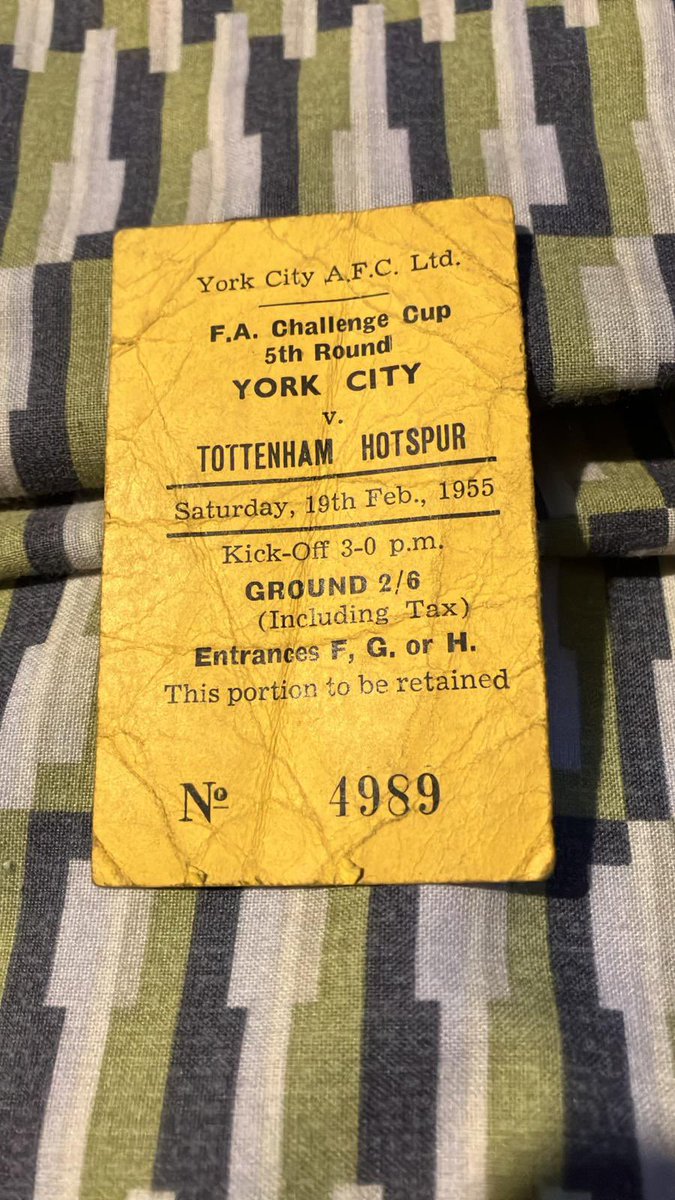 York City A.F.C. Ltd.
F.A. Challenge Cup
5th Round
YORK CITY
v.
TOTTENHAM HOTSPUR
Saturday, 19th Feb., 1955
Kick-Off 3-0 p.m.
GROUND 2/6
(Including Tax)
Entrances F, G. or H.
This portion to be retained
Nº 4989